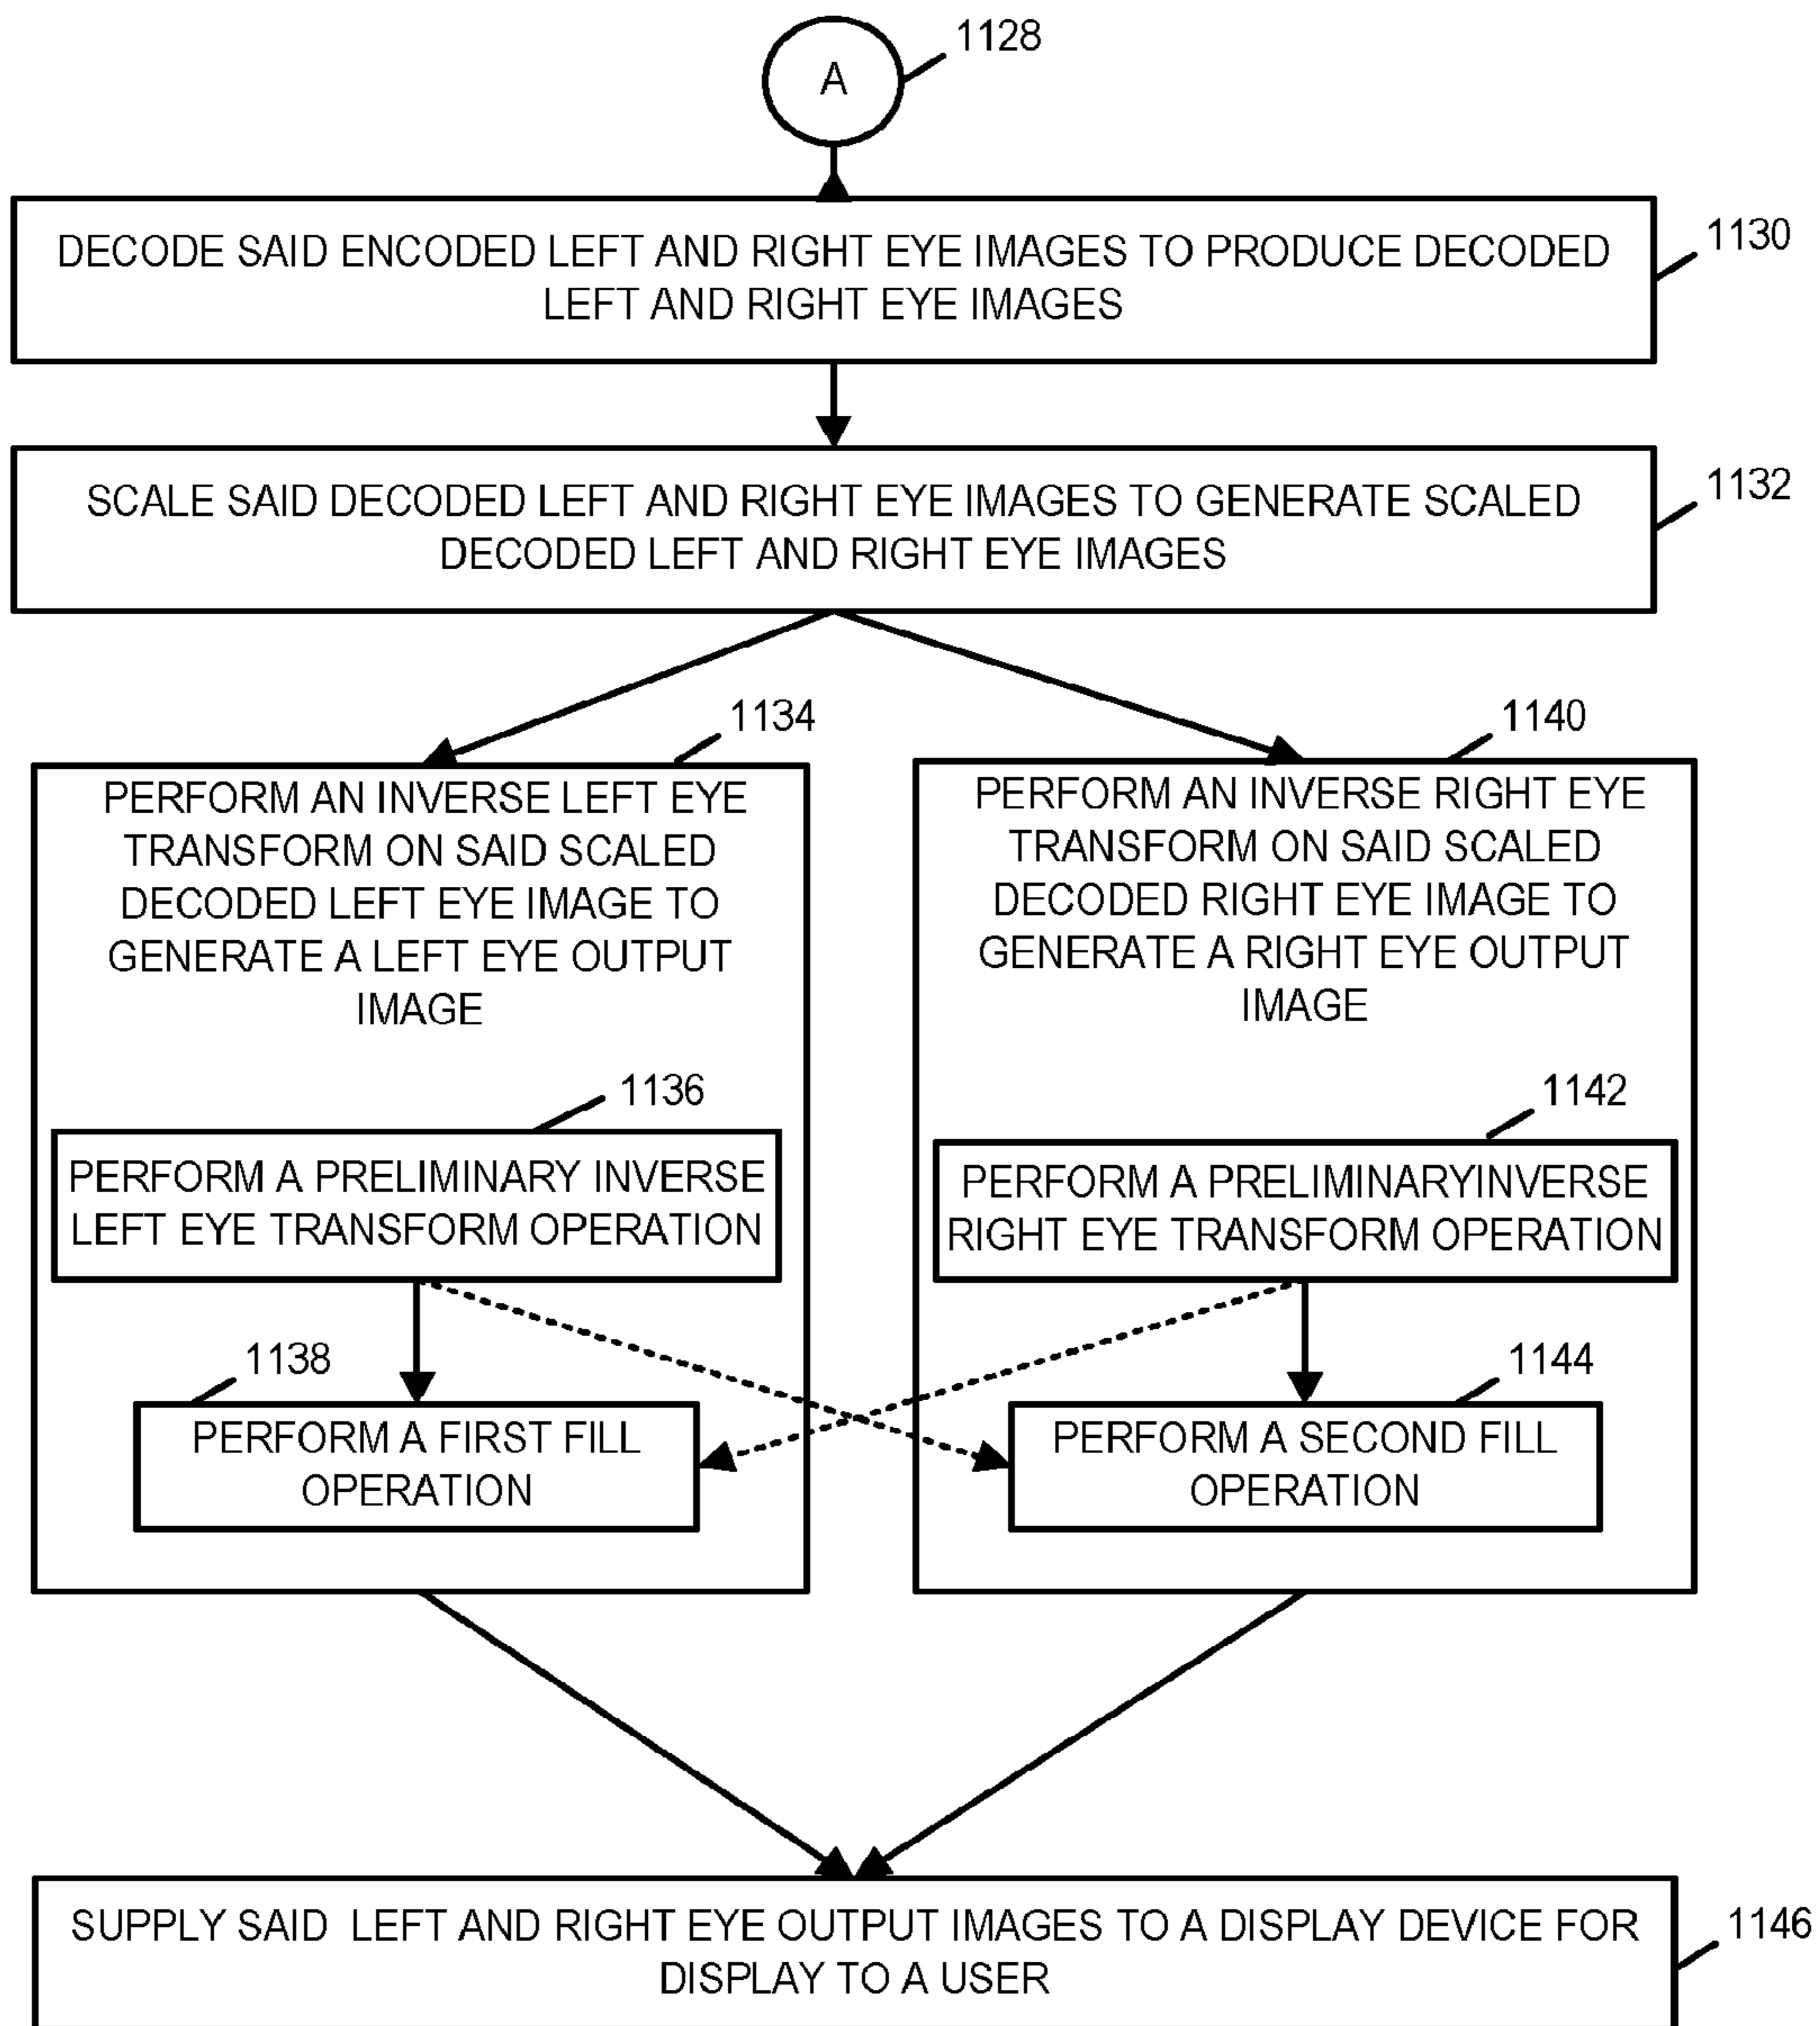 1128
A
1130
DECODE SAID ENCODED LEFT AND RIGHT EYE IMAGES TO PRODUCE DECODED
LEFT AND RIGHT EYE IMAGES
1132
SCALE SAID DECODED LEFT AND RIGHT EYE IMAGES TO GENERATE SCALED
DECODED LEFT AND RIGHT EYE IMAGES
1134
PERFORM AN INVERSE LEFT EYE
TRANSFORM ON SAID SCALED
DECODED LEFT EYE IMAGE TO
GENERATE A LEFT EYE OUTPUT
IMAGE
1136
PERFORM A PRELIMINARY INVERSE
LEFT EYE TRANSFORM OPERATION
1138
PERFORM A FIRST FILL
OPERATION
1140
PERFORM AN INVERSE RIGHT EYE
TRANSFORM ON SAID SCALED
DECODED RIGHT EYE IMAGE TO
GENERATE A RIGHT EYE OUTPUT
IMAGE
1142
PERFORM A PRELIMINARYINVERSE
RIGHT EYE TRANSFORM OPERATION
1144
PERFORM A SECOND FILL
OPERATION
1146
SUPPLY SAID  LEFT AND RIGHT EYE OUTPUT IMAGES TO A DISPLAY DEVICE FOR
DISPLAY TO A USER